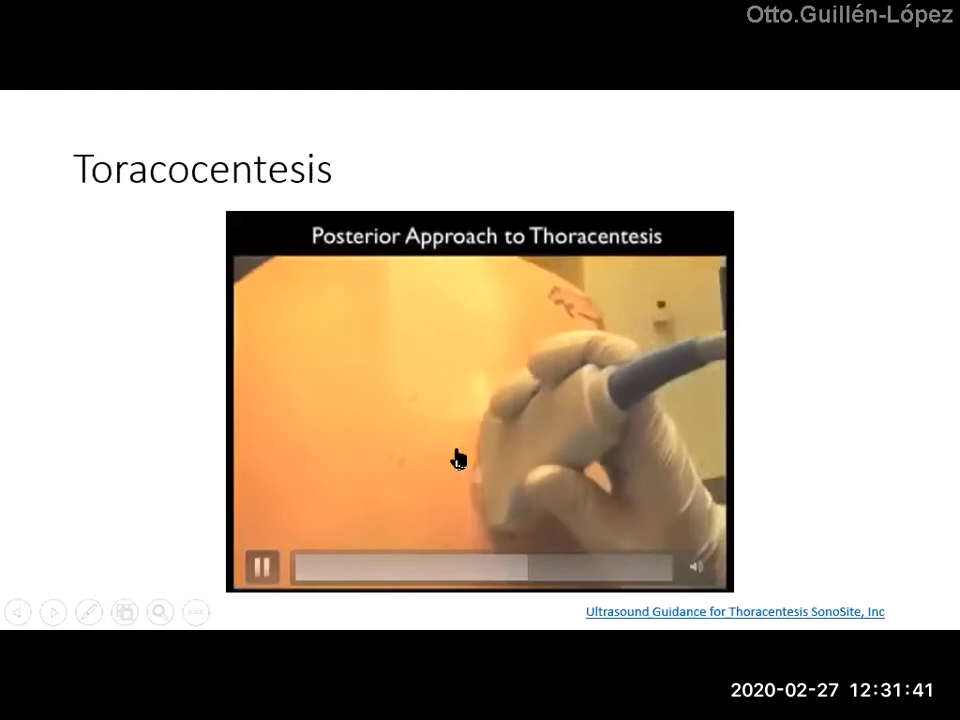 Otto.Guillén-López
Toracocentesis
Posterior Approach to Thoracentesis
Ultrasound Guidance for Thoracentesis SonoSite, Inc
2020-02-27 12:31:41